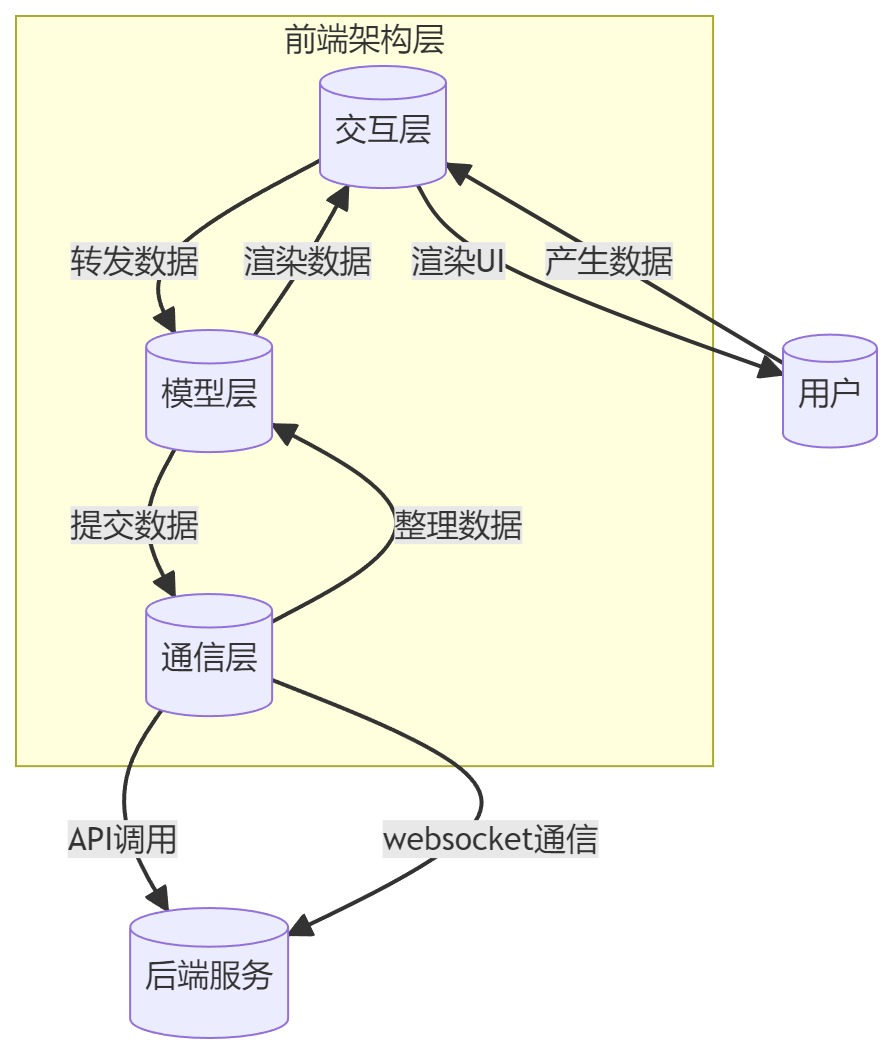 前端架构层
交互层
转发数据
渲染数据
渲染UI
产生数据
模型层
用户
提交数据
整理数据
通信层
API调用
websocket通信
后端服务